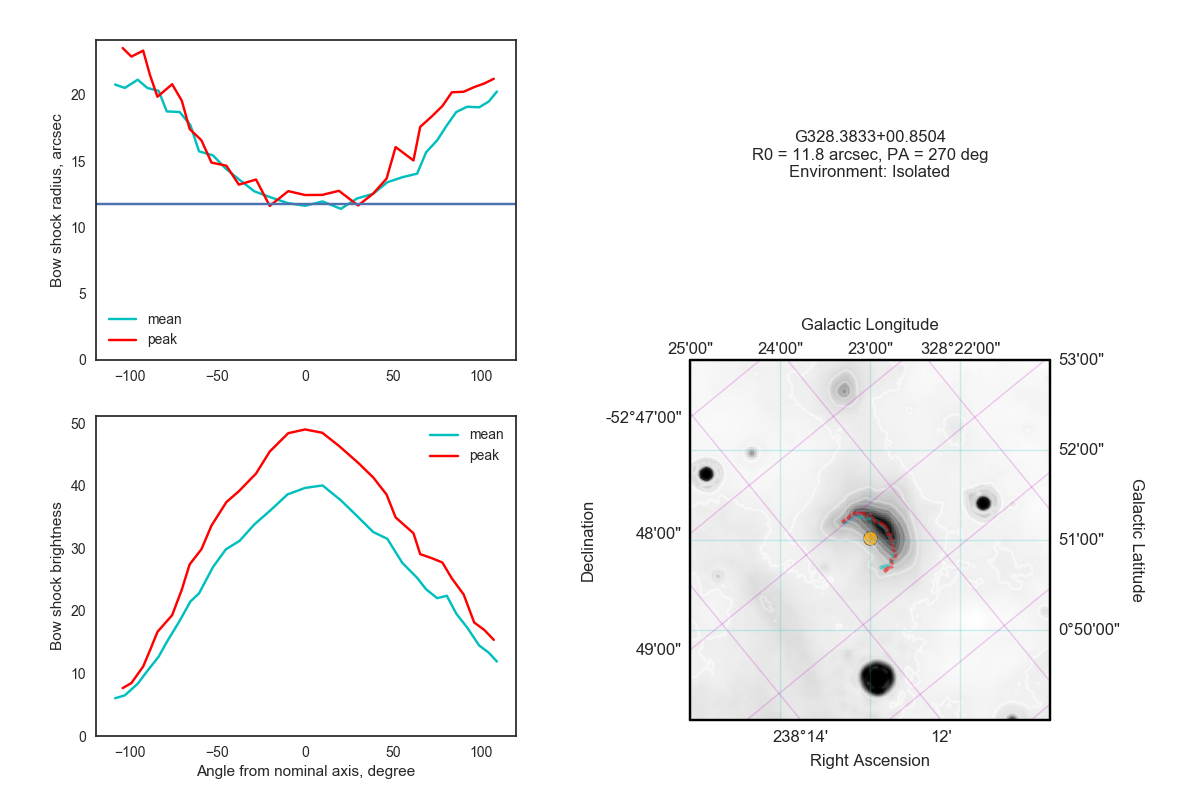 20
15
10
5
0
Bow shock radius, arcsec
mean
peak
−100
−50
0
50
100
50
40
30
20
10
0
Bow shock brightness
mean
peak
−100
−50
0
50
100
Angle from nominal axis, degree
G328.3833+00.8504
R0 = 11.8 arcsec, PA = 270 deg
Environment: Isolated
Galactic Longitude
25'00"
24'00"
23'00"
328°22'00"
53'00"
52'00"
51'00"
0°50'00"
Galactic Latitude
-52°47'00"
48'00"
49'00"
Declination
238°14'
12'
Right Ascension